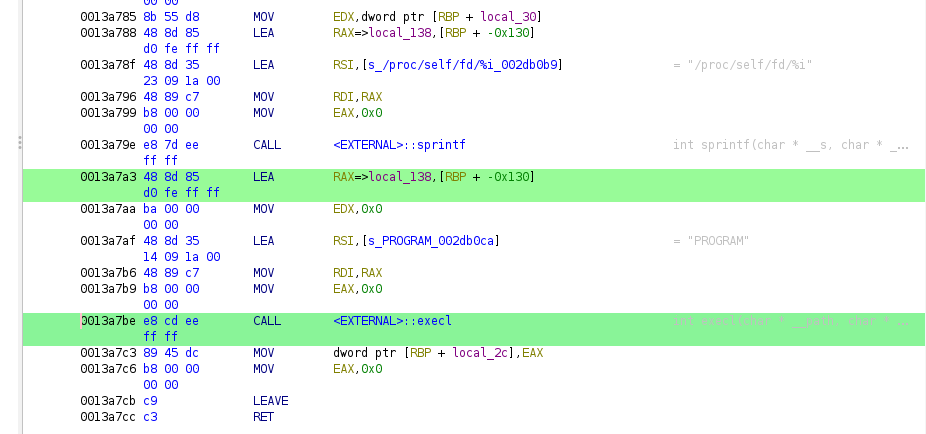 00 00
0013a785 8b 55 d8 MOV EDX,dword ptr [RBP + local_30]
0013a788 48 8d 85 LEA RAX=>local_138,[RBP + -0x130]
d0 fe ff ff
0013a78f 48 8d 35 LEA RSI,[s_/proc/self/fd/%i_002db0b9] = "/proc/self/fd/%i"
23 09 1a 00
0013a796 48 89 c7 MOV RDI,RAX
0013a799 b8 00 00 MOV EAX,0x0
00 00
0013a79e e8 7d ee CALL <EXTERNAL>::sprintf int sprintf(char * __s, char * _...
ff ff
0013a7a3 48 8d 85 LEA RAX=>local_138,[RBP + -0x130]
d0 fe ff ff
0013a7aa ba 00 00 MOV EDX,0x0
00 00
0013a7af 48 8d 35 LEA RSI,[s_PROGRAM_002db0ca] = "PROGRAM"
14 09 1a 00
0013a7b6 48 89 c7 MOV RDI,RAX
0013a7b9 b8 00 00 MOV EAX,0x0
00 00
0013a7be e8 cd ee CALL <EXTERNAL>::execl int execl(char * __path, char * ...
ff ff
0013a7c3 89 45 dc MOV dword ptr [RBP + local_2c],EAX
0013a7c6 b8 00 00 MOV EAX,0x0
00 00
0013a7cb c9 LEAVE
0013a7cc c3 RET